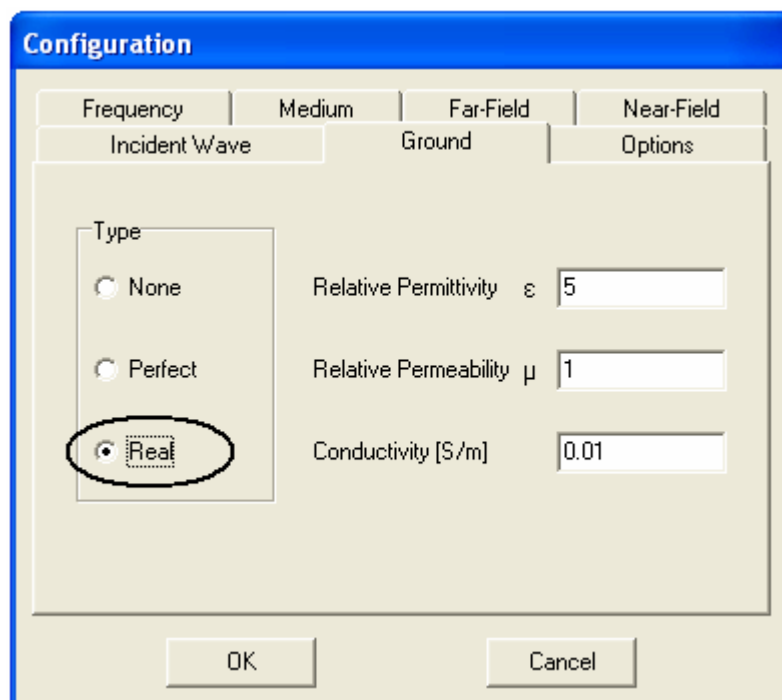 Configuration
Frequency Medium Far-Field Near-Field
Incident Wave Ground Options
Type
None
Relative Permittivity ε 5
Perfect
Relative Permeability μ 1
Real
Conductivity [S/m] 0.01
OK Cancel